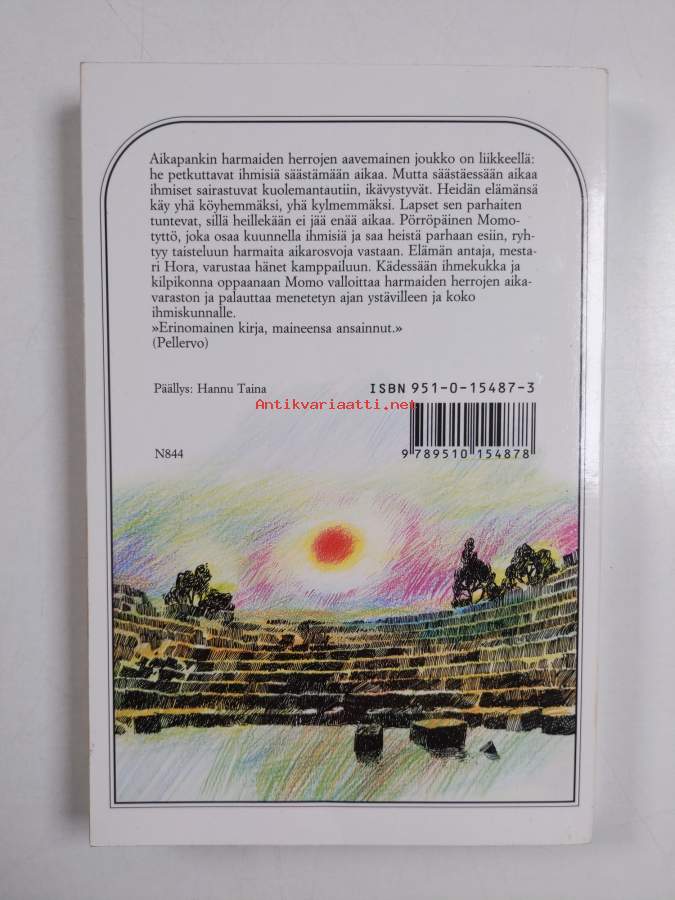 Aikapankin harmaiden herrojen aavemainen joukko on liikkeellä:
he petkuttavat ihmisiä säästämään aikaa. Mutta säästäessään aikaa
ihmiset sairastuvat kuolemantautiin, ikävystyvät. Heidän elämänsä
käy yhä köyhemmäksi, yhä kylmemmäksi. Lapset sen parhaiten
tuntevat, sillä heillekään ei jää enää aikaa. Pörröpäinen Momo-
tyttö, joka osaa kuunnella ihmisiä ja saa heistä parhaan esiin, ryh-
tyy taisteluun harmaita aikarosvoja vastaan. Elämän antaja, mesta-
ri Hora, varustaa hänet kamppailuun. Kädessään ihmekukka ja
kilpikonna oppaanaan Momo valloittaa harmaiden herrojen aika-
varaston ja palauttaa menetetyn ajan ystävilleen ja koko
ihmiskunnalle.
»Erinomainen kirja, maineensa ansainnut.»
(Pellervo)
Päällys: Hannu Taina
ISBN 951-0-15487-3
Antikvariaatti.net
N844
9 789510 154878